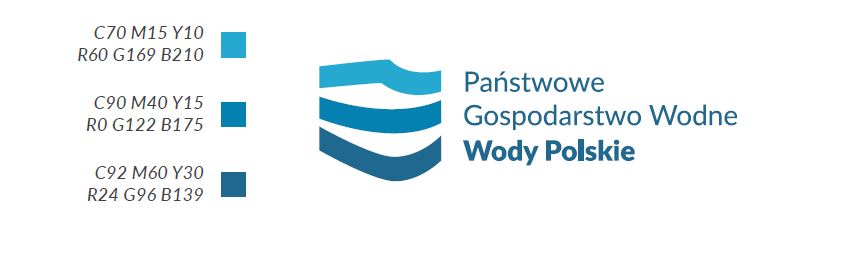 C70 M15 Y10
R60 G169 B210
C90 M40 Y15
R0 G122 B175
C92 M60 Y30
R24 G96 B139
Państwowe
Gospodarstwo Wodne
Wody Polskie